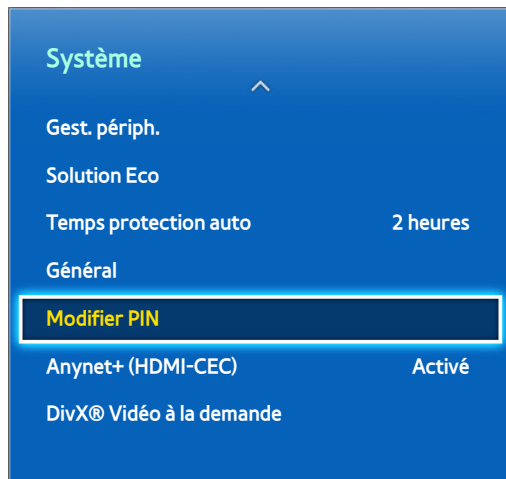 Système
Gest. périph.
Solution Eco
Temps protection auto 2 heures
Général
Modifier PIN
Anynet+ (HDMI-CEC) Activé
DivX® Vidéo à la demande